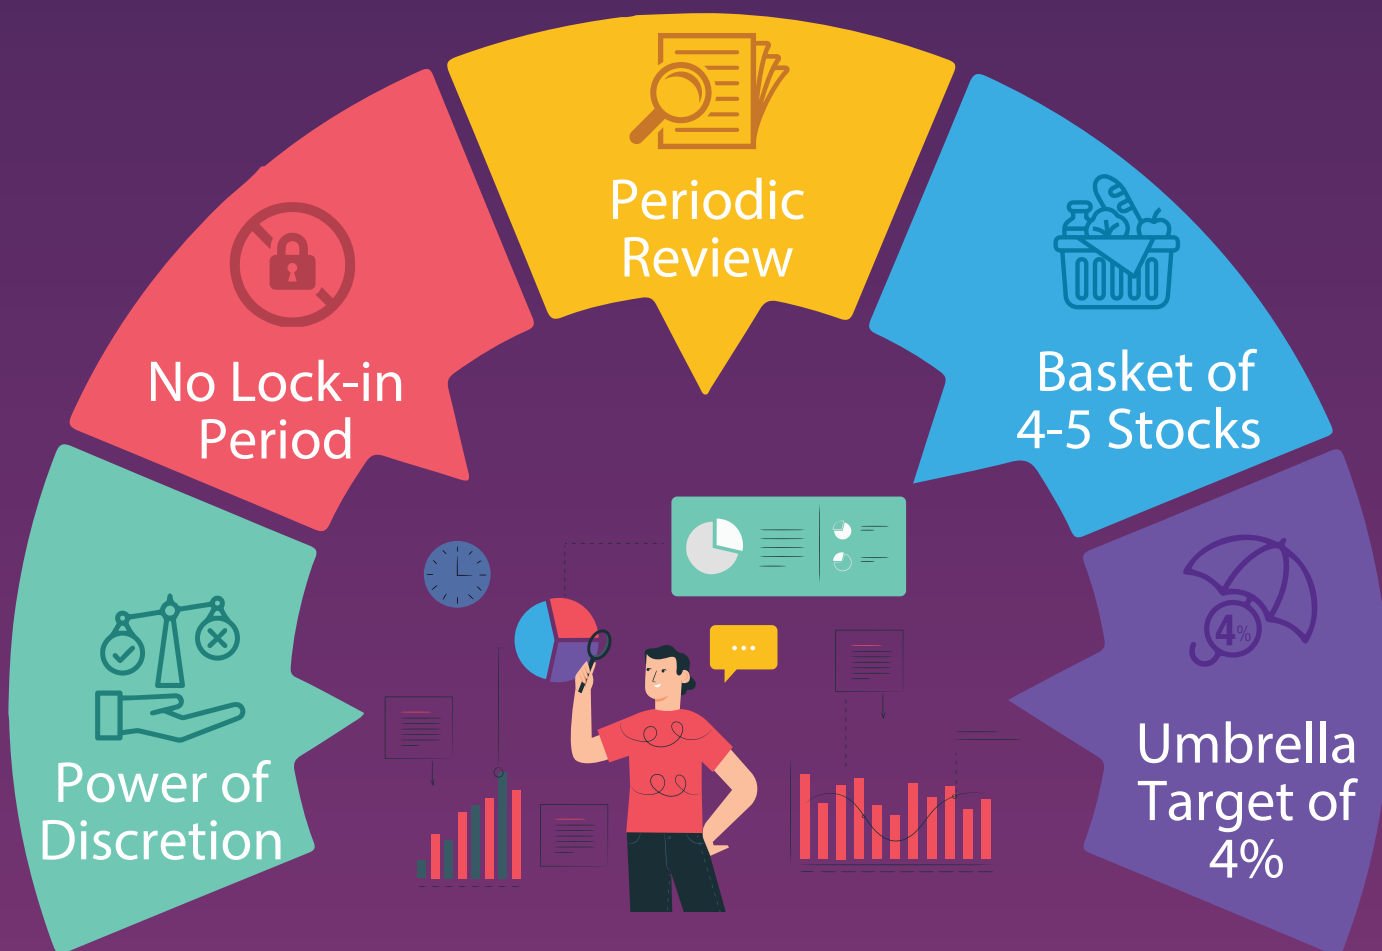 Periodic
Review
No Lock-in
Period
Basket of
4-5 Stocks
Power of
Discretion
4%
Umbrella
Target of
4%